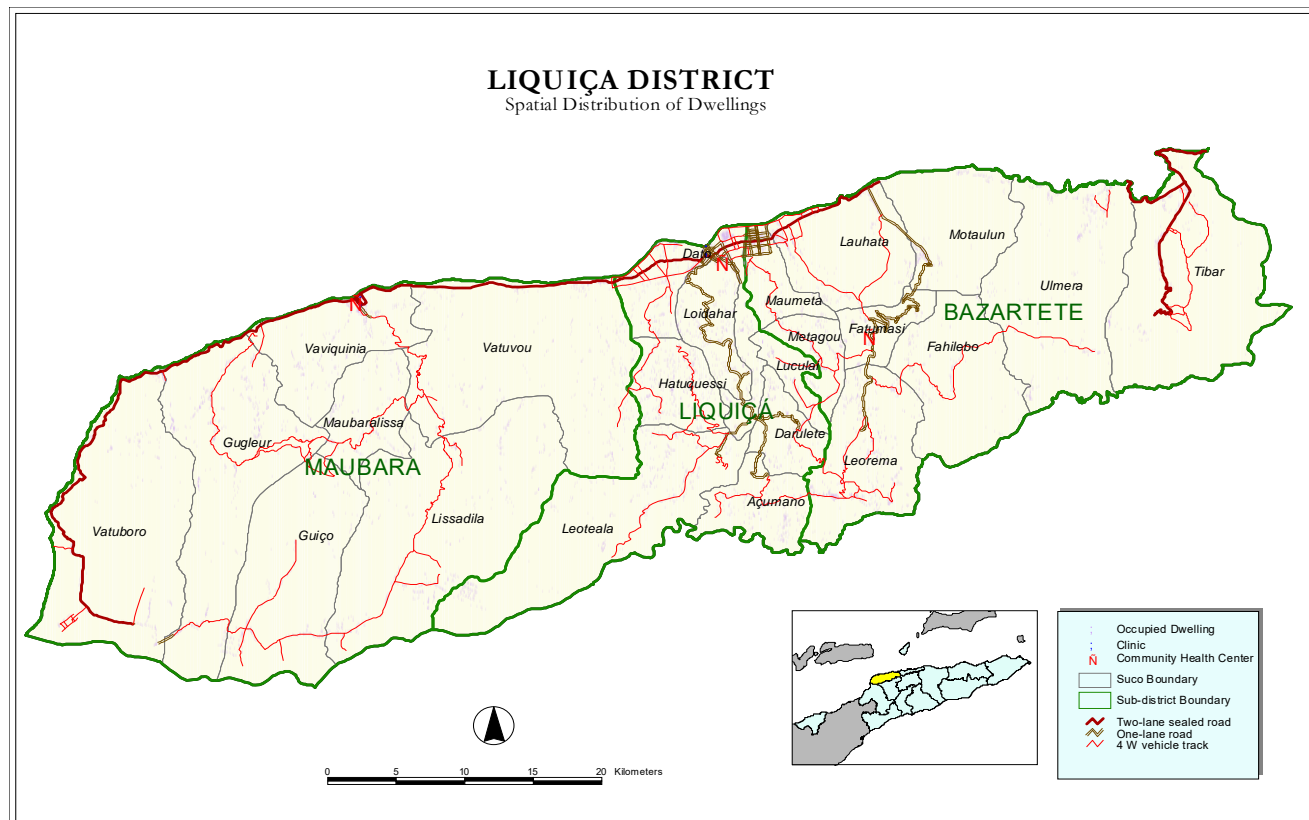 LIQUIÇA DISTRICT
Spatial Distribution of Dwellings
Lauhata
Motaulun
Dato
Ñ
Tibar
Ulmera
Maumeta
Ñ
Loidahar
BAZARTETE
Fatumasi
Metagou
Ñ
Vaviquinia
Vatuvou
Fahilebo
Luculai
Hatuquessi
LIQUIÇÁ
Maubaralissa
Gugleur
Darulete
MAUBARA
Leorema
Açumano
Lissadila
Vatuboro
Guiço
Leoteala
Occupied Dwelling
Clinic
Ñ Community Health Center
Suco Boundary
Sub-district Boundary
Two-lane sealed road
One-lane road
4 W vehicle track
0 5 10 15 20 Kilometers